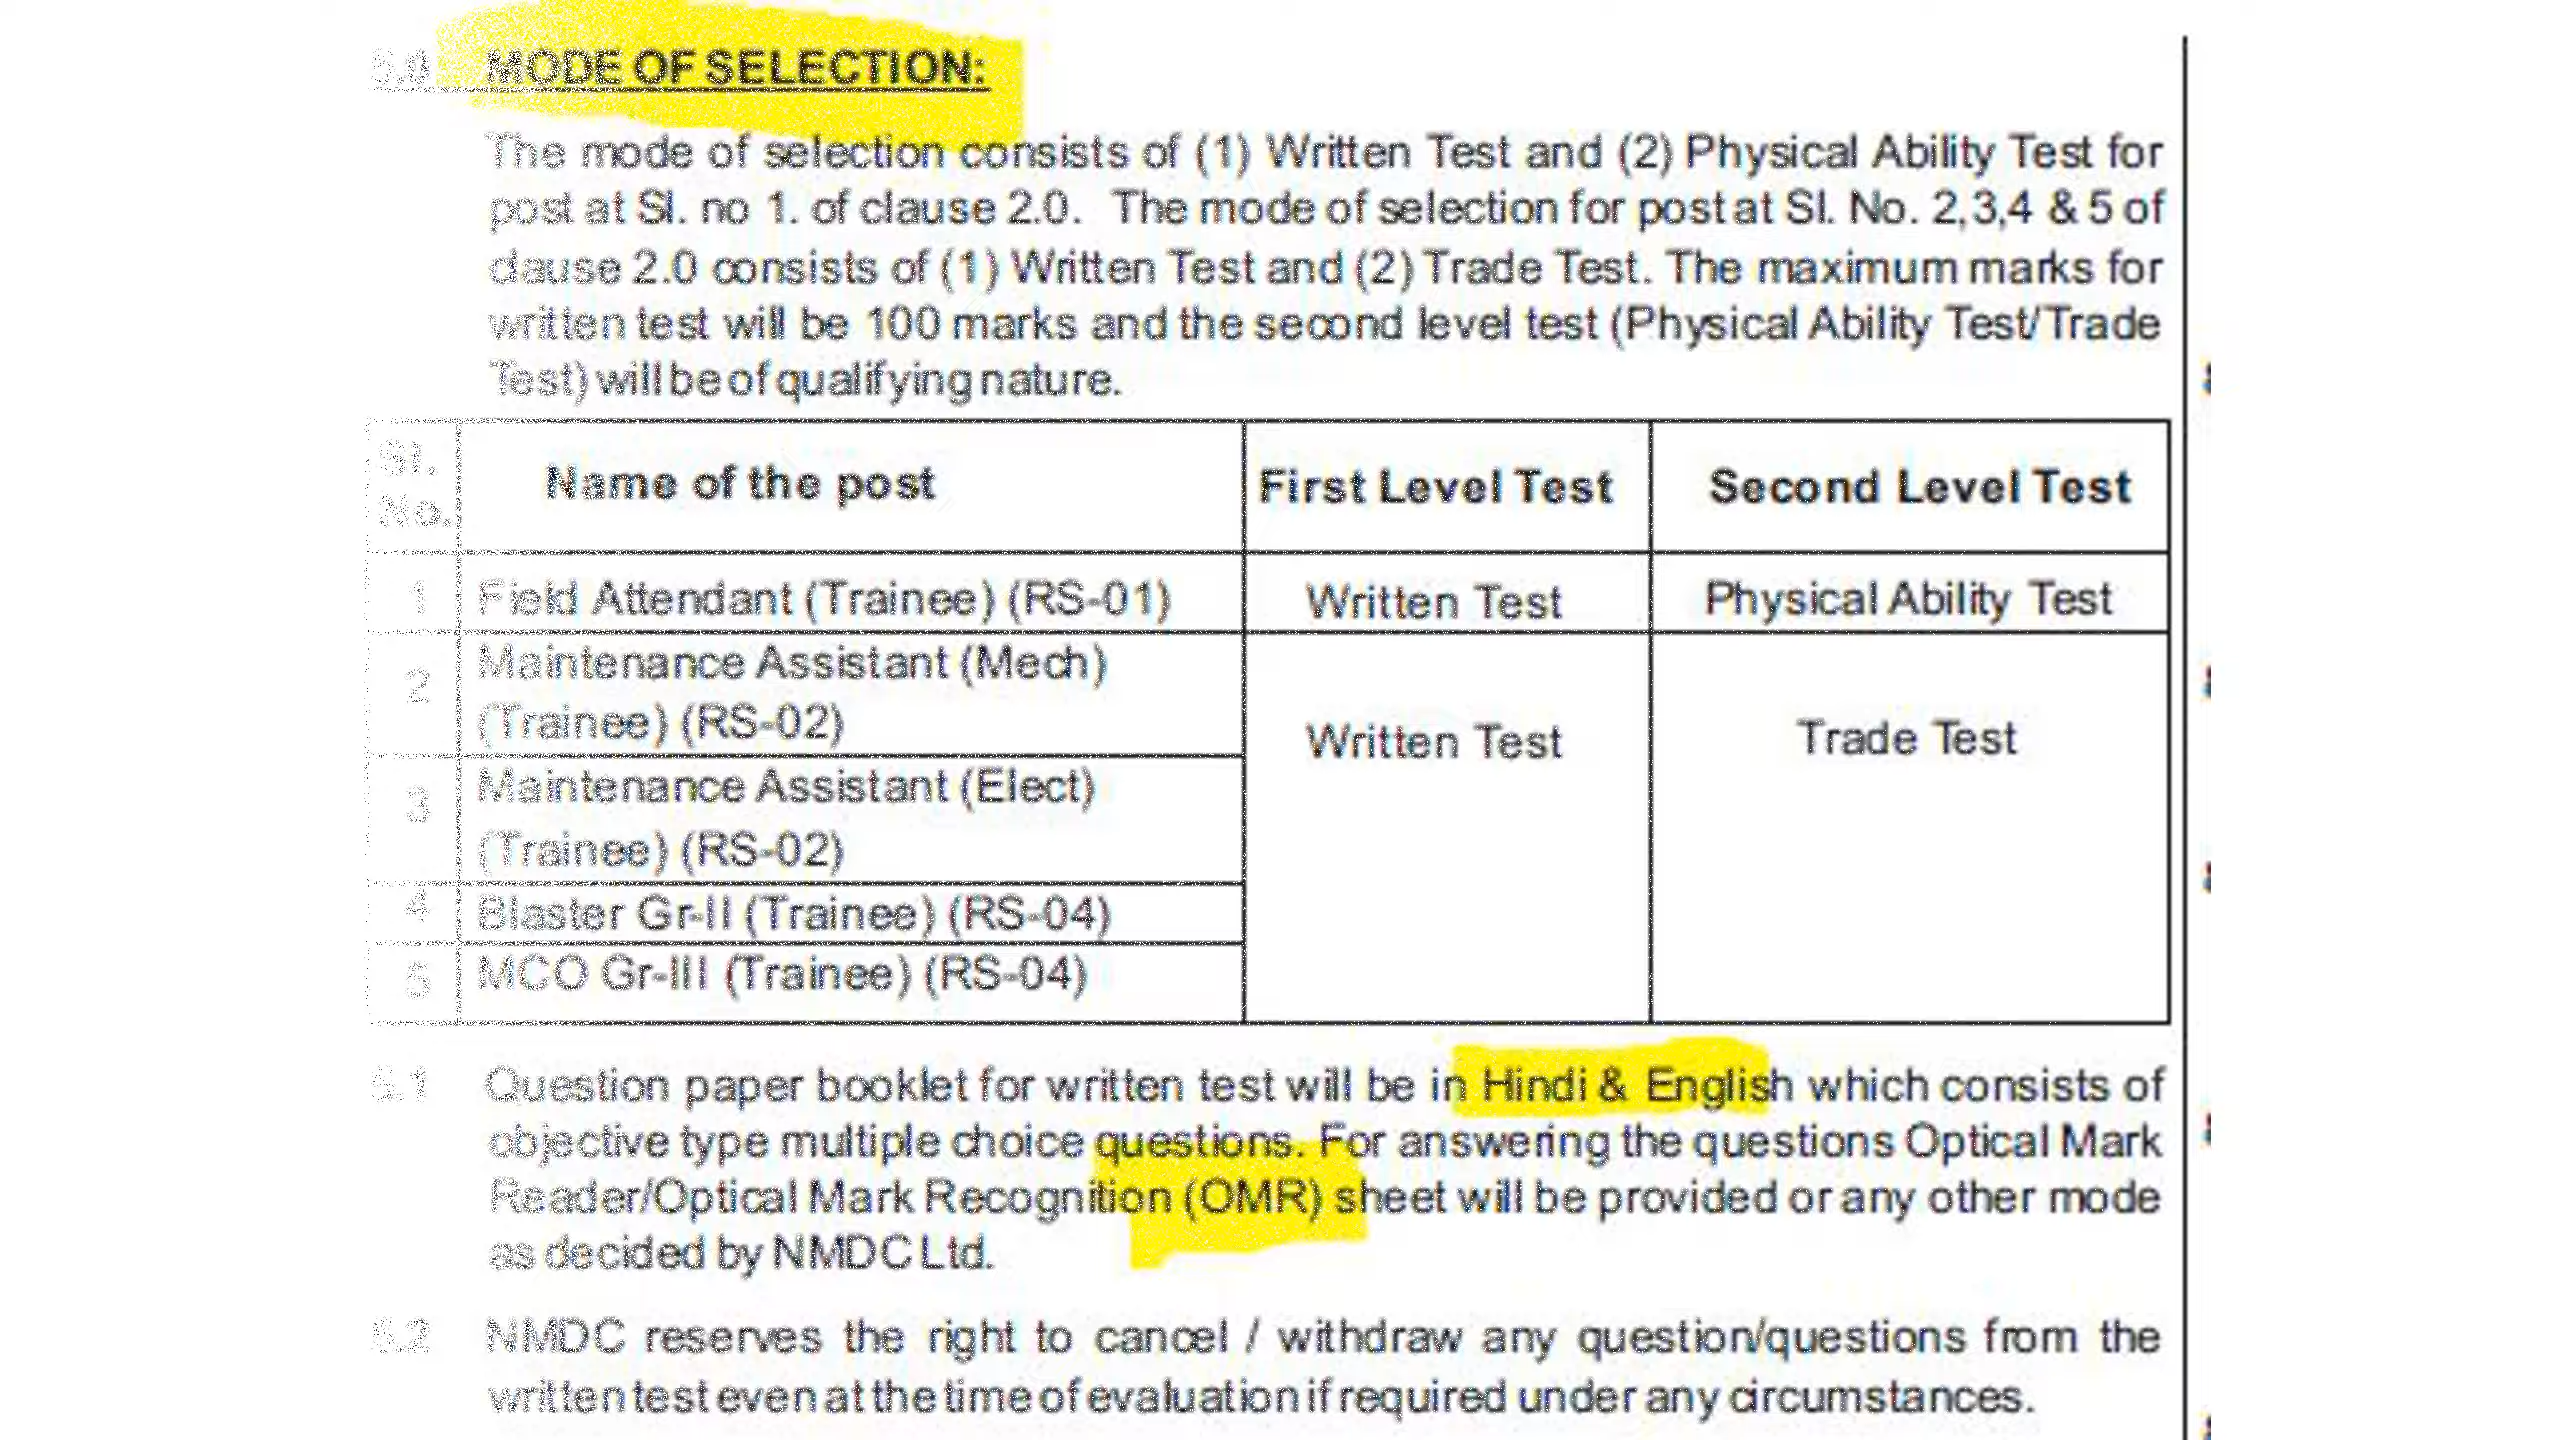 5.0 MODE OF SELECTION:
The mode of selection consists of (1) Written Test and (2) Physical Ability Test for
post at Sl. no 1. of clause 2.0. The mode of selection for post at Sl. No. 2,3,4 & 5 of
clause 2.0 consists of (1) Written Test and (2) Trade Test. The maximum marks for
written test will be 100 marks and the second level test (Physical Ability Test/Trade
Test) will be of qualifying nature.
Sl. No. Name of the post First Level Test Second Level Test
1 Field Attendant (Trainee) (RS-01) Written Test Physical Ability Test
2 Maintenance Assistant (Mech)
(Trainee) (RS-02)
Written Test Trade Test
3 Maintenance Assistant (Elect)
(Trainee) (RS-02)
4 Blaster Gr-II (Trainee) (RS-04)
5 MCO Gr-III (Trainee) (RS-04)
5.1 Question paper booklet for written test will be in Hindi & English which consists of
objective type multiple choice questions. For answering the questions Optical Mark
Reader/Optical Mark Recognition (OMR) sheet will be provided or any other mode
as decided by NMDC Ltd.
5.2 NMDC reserves the right to cancel / withdraw any question/questions from the
written test even at the time of evaluation if required under any circumstances.